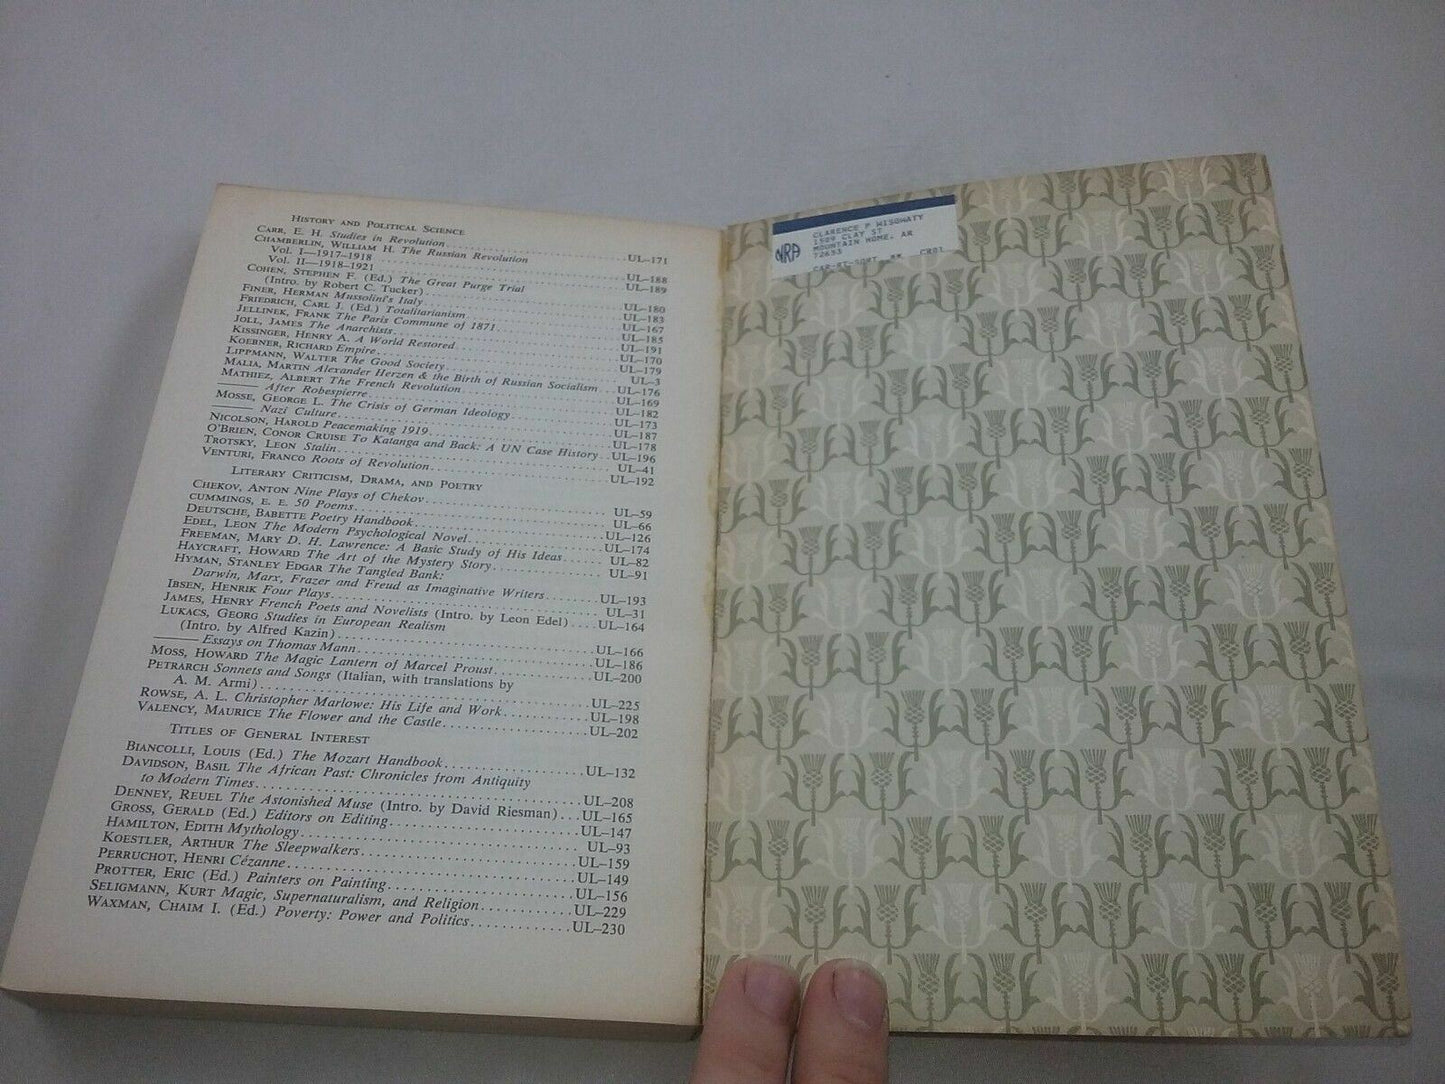 HISTORY AND POLITICAL SCIENCE
CARR, E. H. Studies in Revolution........UL–171
CHAMBERLIN, WILLIAM H. The Russian Revolution
Vol. I—1917–1918........UL–188
Vol. II—1918–1921........UL–189
COHEN, STEPHEN F. (Ed.) The Great Purge Trial
(Intro. by Robert C. Tucker)........UL–180
FINER, HERMAN Mussolini's Italy........UL–183
FRIEDRICH, CARL J. (Ed.) Totalitarianism........UL–167
JELLINEK, FRANK The Paris Commune of 1871........UL–185
JOLL, JAMES The Anarchists........UL–191
KISSINGER, HENRY A. A World Restored........UL–170
KOEBNER, RICHARD Empire........UL–179
LIPPMANN, WALTER The Good Society........UL–3
MALIA, MARTIN Alexander Herzen & the Birth of Russian Socialism...UL–176
MATHIEZ, ALBERT The French Revolution........UL–169
——— After Robespierre........UL–182
MOSSE, GEORGE L. The Crisis of German Ideology........UL–173
——— Nazi Culture........UL–187
NICOLSON, HAROLD Peacemaking 1919........UL–178
O'BRIEN, CONOR CRUISE To Katanga and Back: A UN Case History..UL–196
TROTSKY, LEON Stalin........UL–41
VENTURI, FRANCO Roots of Revolution........UL–192
LITERARY CRITICISM, DRAMA, AND POETRY
CHEKOV, ANTON Nine Plays of Chekov........UL–59
CUMMINGS, E. E. 50 Poems........UL–66
DEUTSCHE, BABETTE Poetry Handbook........UL–126
EDEL, LEON The Modern Psychological Novel........UL–174
FREEMAN, MARY D. H. Lawrence: A Basic Study of His Ideas......UL–82
HAYCRAFT, HOWARD The Art of the Mystery Story........UL–91
HYMAN, STANLEY EDGAR The Tangled Bank:
Darwin, Marx, Frazer and Freud as Imaginative Writers........UL–193
IBSEN, HENRIK Four Plays........UL–31
JAMES, HENRY French Poets and Novelists (Intro. by Leon Edel)....UL–164
LUKACS, GEORG Studies in European Realism
(Intro. by Alfred Kazin)........UL–166
——— Essays on Thomas Mann........UL–186
MOSS, HOWARD The Magic Lantern of Marcel Proust........UL–200
PETRARCH Sonnets and Songs (Italian, with translations by
A. M. Armi)........UL–225
ROWSE, A. L. Christopher Marlowe: His Life and Work........UL–198
VALENCY, MAURICE The Flower and the Castle........UL–202
TITLES OF GENERAL INTEREST
BIANCOLLI, LOUIS (Ed.) The Mozart Handbook........UL–132
DAVIDSON, BASIL The African Past: Chronicles from Antiquity
to Modern Times........UL–208
DENNEY, REUEL The Astonished Muse (Intro. by David Riesman)...UL–165
GROSS, GERALD (Ed.) Editors on Editing........UL–147
HAMILTON, EDITH Mythology........UL–93
KOESTLER, ARTHUR The Sleepwalkers........UL–159
PERRUCHOT, HENRI Cézanne........UL–149
PROTTER, ERIC (Ed.) Painters on Painting........UL–156
SELIGMANN, KURT Magic, Supernaturalism, and Religion........UL–229
WAXMAN, CHAIM I. (Ed.) Poverty: Power and Politics........UL–230
NRA
CLARENCE P WISOWATY
1509 CLAY ST
MOUNTAIN HOME, AR
72653
CAR-RT-SORT ** CR01